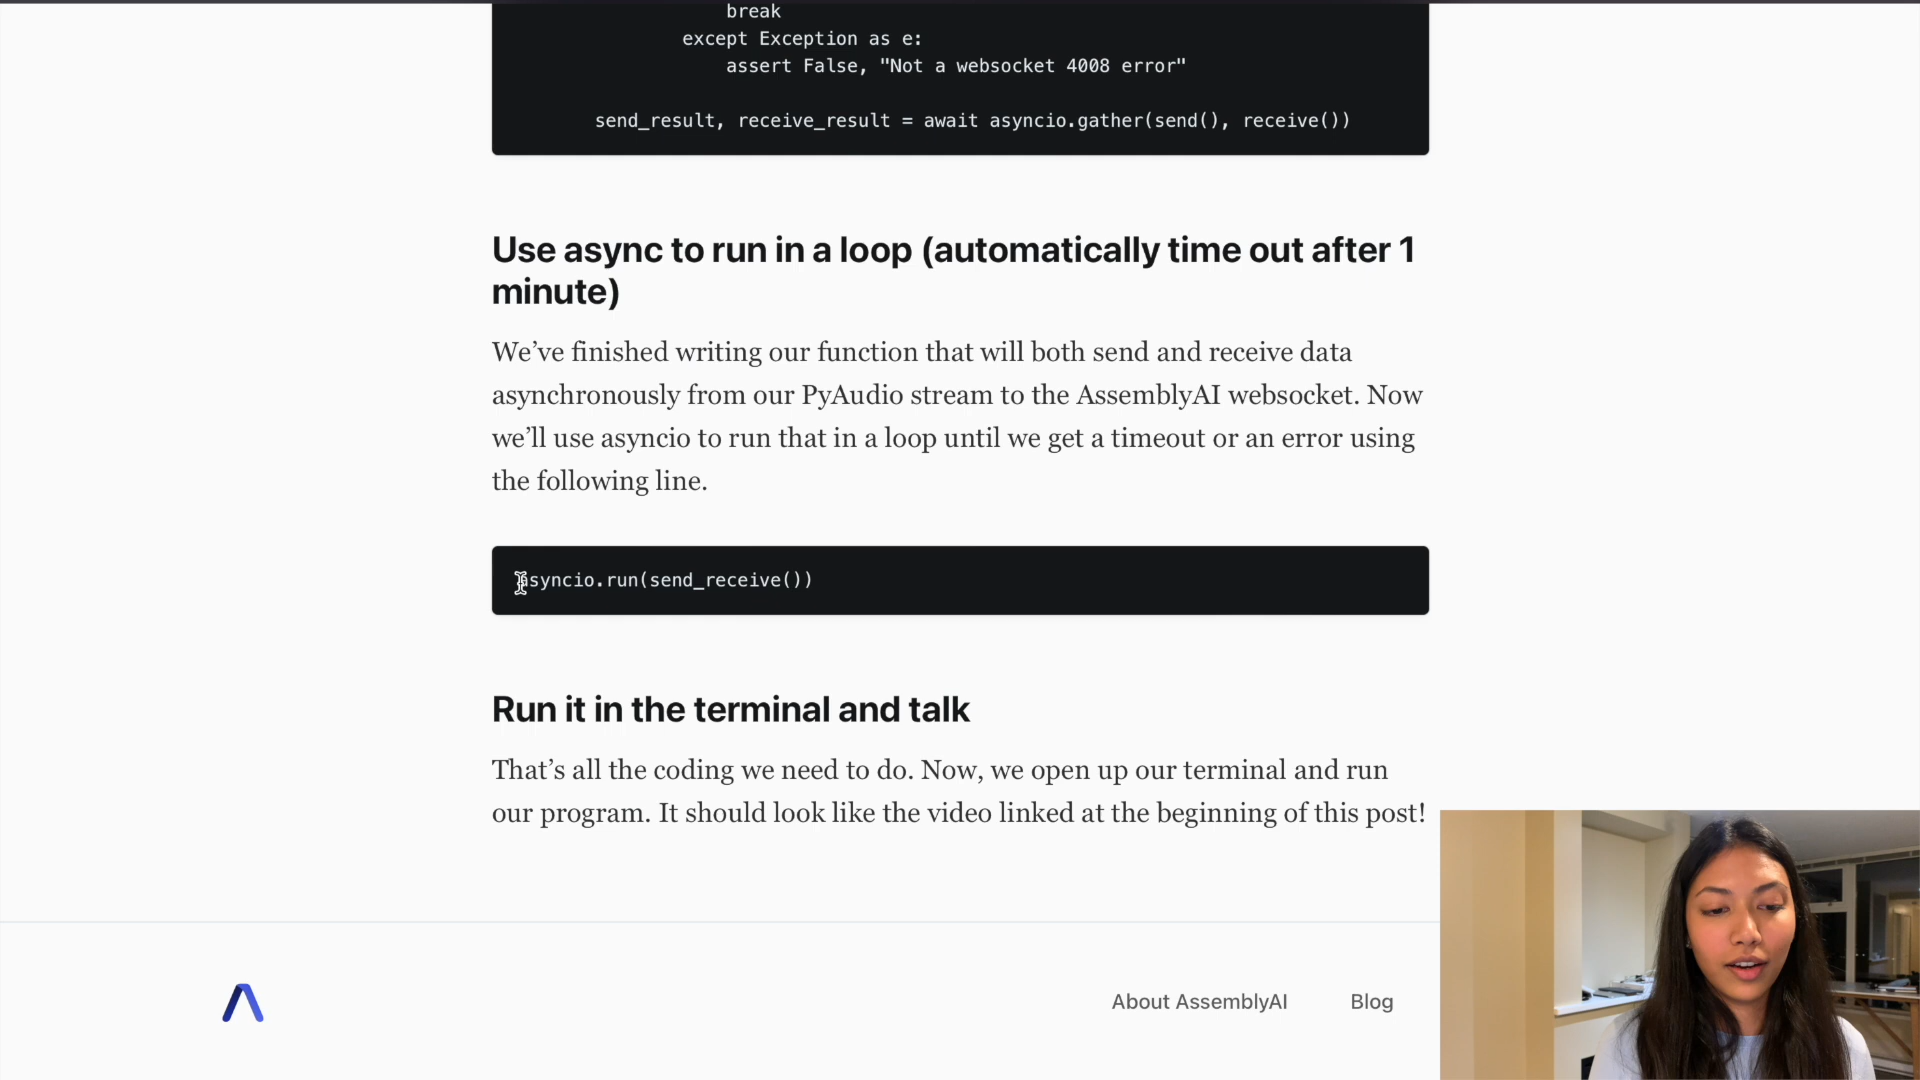 break
except Exception as e:
assert False, "Not a websocket 4008 error"
send_result, receive_result = await asyncio.gather(send(), receive())
Use async to run in a loop (automatically time out after 1
minute)
We’ve finished writing our function that will both send and receive data
asynchronously from our PyAudio stream to the AssemblyAI websocket. Now
we’ll use asyncio to run that in a loop until we get a timeout or an error using
the following line.
asyncio.run(send_receive())
Run it in the terminal and talk
That’s all the coding we need to do. Now, we open up our terminal and run
our program. It should look like the video linked at the beginning of this post!
About AssemblyAI
Blog